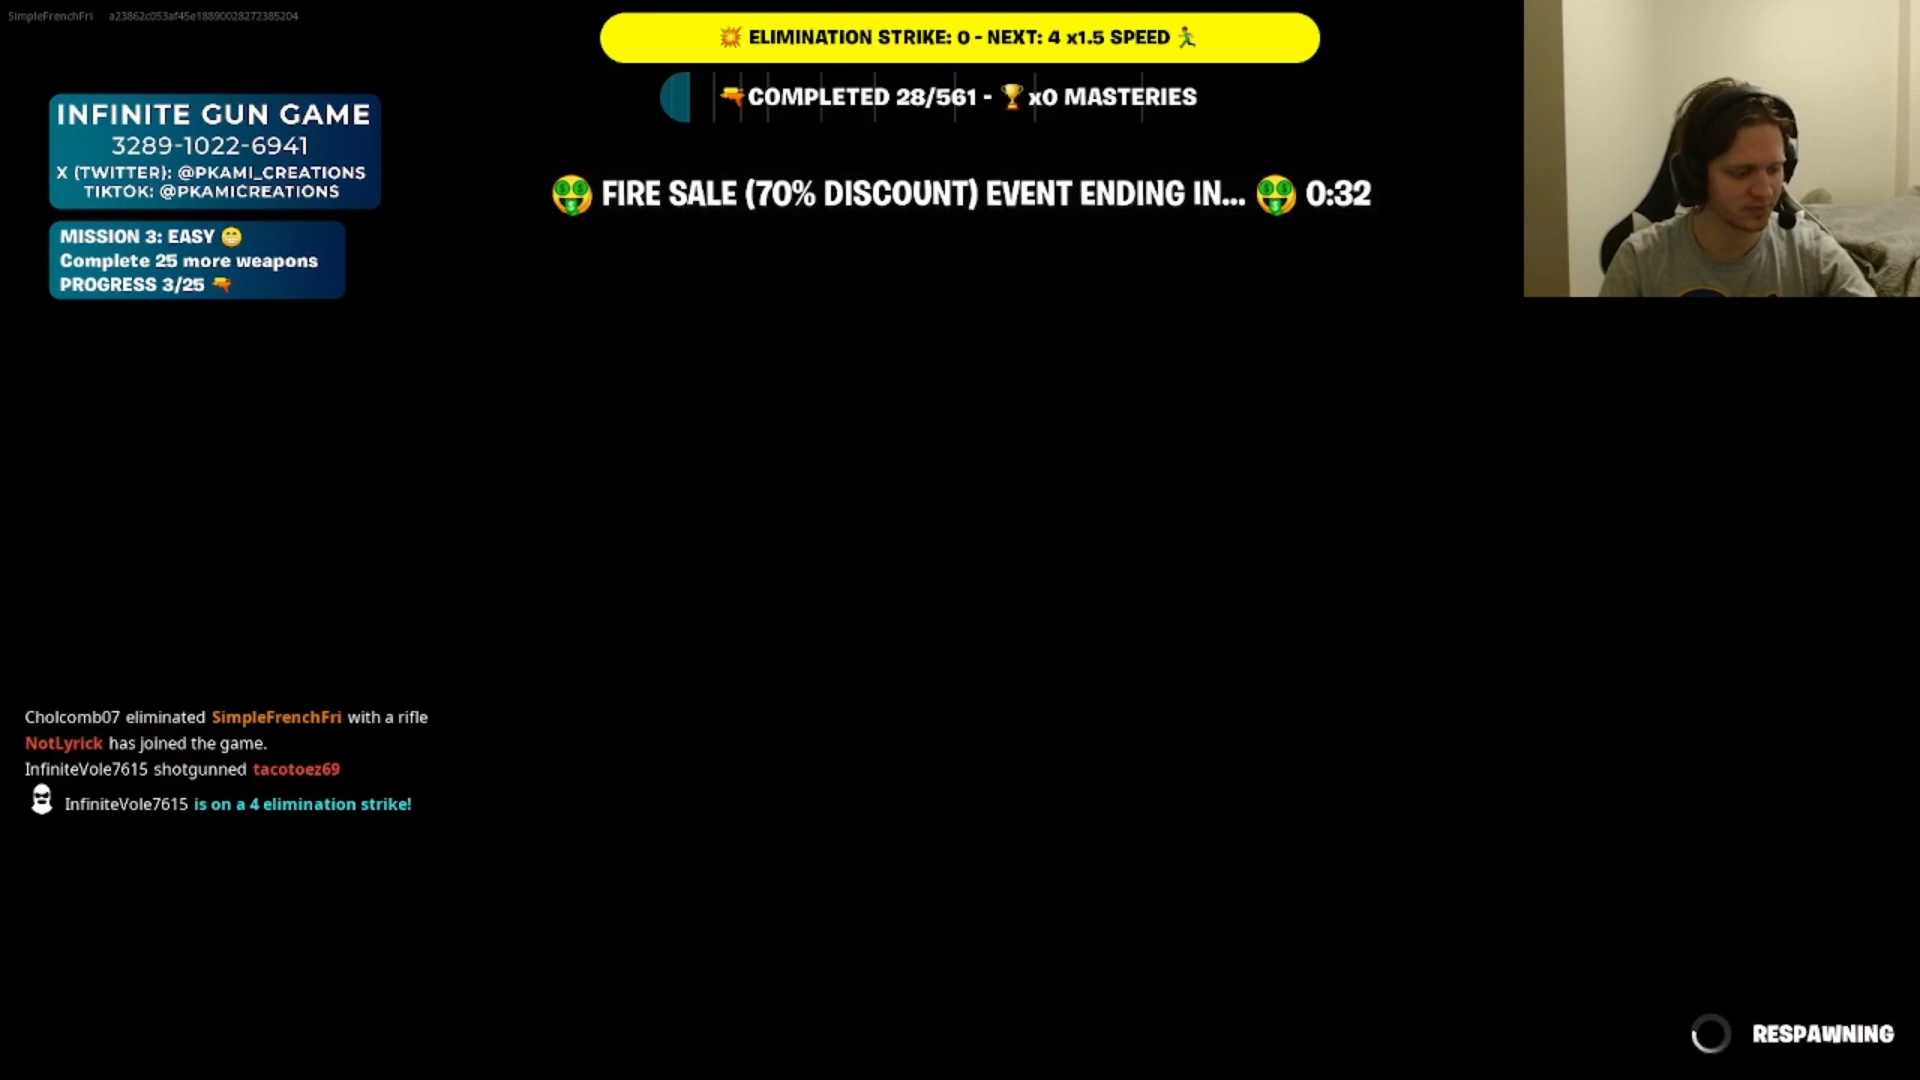 SimpleFrenchFri a23862c053af45e18890028272385204
💥 ELIMINATION STRIKE: 0 - NEXT: 4 x1.5 SPEED 🏃
🔫COMPLETED 28/561 - 🏆x0 MASTERIES
INFINITE GUN GAME
3289-1022-6941
X (TWITTER): @PKAMI_CREATIONS
TIKTOK: @PKAMICREATIONS
🤑 FIRE SALE (70% DISCOUNT) EVENT ENDING IN... 🤑 0:32
MISSION 3: EASY 😁
Complete 25 more weapons
PROGRESS 3/25 🔫
Cholcomb07 eliminated SimpleFrenchFri with a rifle
NotLyrick has joined the game.
InfiniteVole7615 shotgunned tacotoez69
InfiniteVole7615 is on a 4 elimination strike!
RESPAWNING